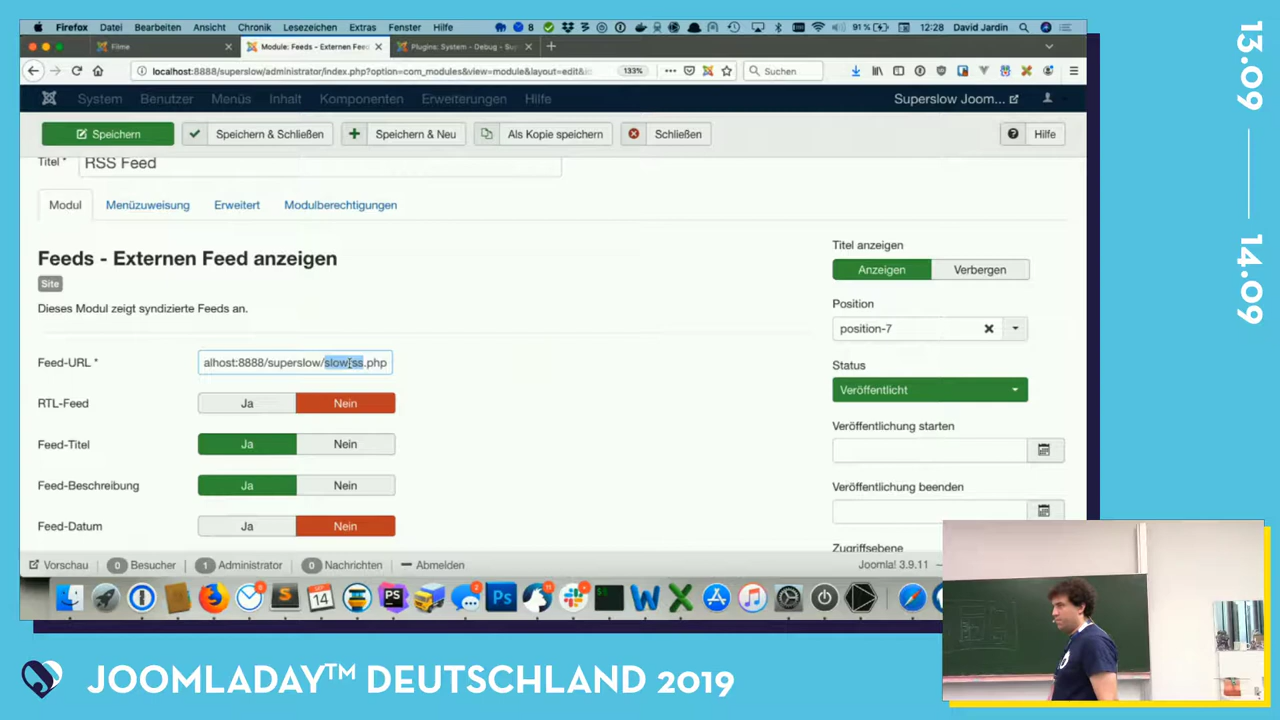 Firefox Datei Bearbeiten Ansicht Chronik Lesezeichen Extras Fenster Hilfe 8 91 % 12:28 David Jardin
Filme Module: Feeds - Externen Feed Plugins: System - Debug - Sup
localhost:8888/superslow/administrator/index.php?option=com_modules&view=module&layout=edit& 133% Suchen
System Benutzer Menüs Inhalt Komponenten Erweiterungen Hilfe Superslow Joom...
Speichern Speichern & Schließen Speichern & Neu Als Kopie speichern Schließen Hilfe
Titel * RSS Feed
Modul Menüzuweisung Erweitert Modulberechtigungen
Feeds - Externen Feed anzeigen
Site
Dieses Modul zeigt syndizierte Feeds an.
Feed-URL * alhost:8888/superslow/slowrss.php
RTL-Feed Ja Nein
Feed-Titel Ja Nein
Feed-Beschreibung Ja Nein
Feed-Datum Ja Nein
Titel anzeigen
Anzeigen Verbergen
Position
position-7
Status
Veröffentlicht
Veröffentlichung starten
Veröffentlichung beenden
Zugriffsebene
Vorschau 0 Besucher 1 Administrator 0 Nachrichten Abmelden Joomla! 3.9.11
14
13.09
14.09
JOOMLADAY™ DEUTSCHLAND 2019